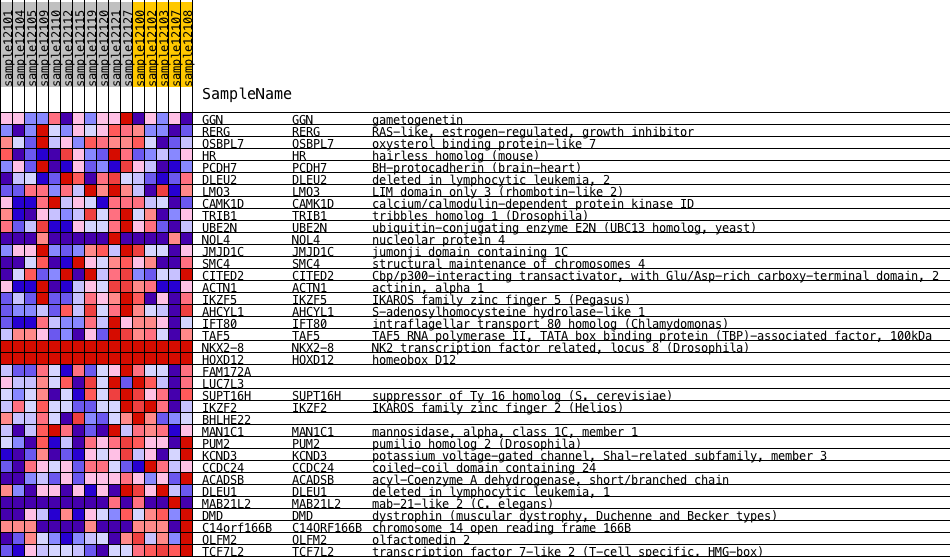 sample12101
sample12104
sample12105
sample12109
sample12110
sample12112
sample12115
sample12119
sample12120
sample12121
sample12127
sample12100
sample12102
sample12103
sample12107
sample12108
SampleName
GGN GGN gametogenetin
RERG RERG RAS-like, estrogen-regulated, growth inhibitor
OSBPL7 OSBPL7 oxysterol binding protein-like 7
HR HR hairless homolog (mouse)
PCDH7 PCDH7 BH-protocadherin (brain-heart)
DLEU2 DLEU2 deleted in lymphocytic leukemia, 2
LMO3 LMO3 LIM domain only 3 (rhombotin-like 2)
CAMK1D CAMK1D calcium/calmodulin-dependent protein kinase ID
TRIB1 TRIB1 tribbles homolog 1 (Drosophila)
UBE2N UBE2N ubiquitin-conjugating enzyme E2N (UBC13 homolog, yeast)
NOL4 NOL4 nucleolar protein 4
JMJD1C JMJD1C jumonji domain containing 1C
SMC4 SMC4 structural maintenance of chromosomes 4
CITED2 CITED2 Cbp/p300-interacting transactivator, with Glu/Asp-rich carboxy-terminal domain, 2
ACTN1 ACTN1 actinin, alpha 1
IKZF5 IKZF5 IKAROS family zinc finger 5 (Pegasus)
AHCYL1 AHCYL1 S-adenosylhomocysteine hydrolase-like 1
IFT80 IFT80 intraflagellar transport 80 homolog (Chlamydomonas)
TAF5 TAF5 TAF5 RNA polymerase II, TATA box binding protein (TBP)-associated factor, 100kDa
NKX2-8 NKX2-8 NK2 transcription factor related, locus 8 (Drosophila)
HOXD12 HOXD12 homeobox D12
FAM172A
LUC7L3
SUPT16H SUPT16H suppressor of Ty 16 homolog (S. cerevisiae)
IKZF2 IKZF2 IKAROS family zinc finger 2 (Helios)
BHLHE22
MAN1C1 MAN1C1 mannosidase, alpha, class 1C, member 1
PUM2 PUM2 pumilio homolog 2 (Drosophila)
KCND3 KCND3 potassium voltage-gated channel, Shal-related subfamily, member 3
CCDC24 CCDC24 coiled-coil domain containing 24
ACADSB ACADSB acyl-Coenzyme A dehydrogenase, short/branched chain
DLEU1 DLEU1 deleted in lymphocytic leukemia, 1
MAB21L2 MAB21L2 mab-21-like 2 (C. elegans)
DMD DMD dystrophin (muscular dystrophy, Duchenne and Becker types)
C14orf166B C14ORF166B chromosome 14 open reading frame 166B
OLFM2 OLFM2 olfactomedin 2
TCF7L2 TCF7L2 transcription factor 7-like 2 (T-cell specific, HMG-box)